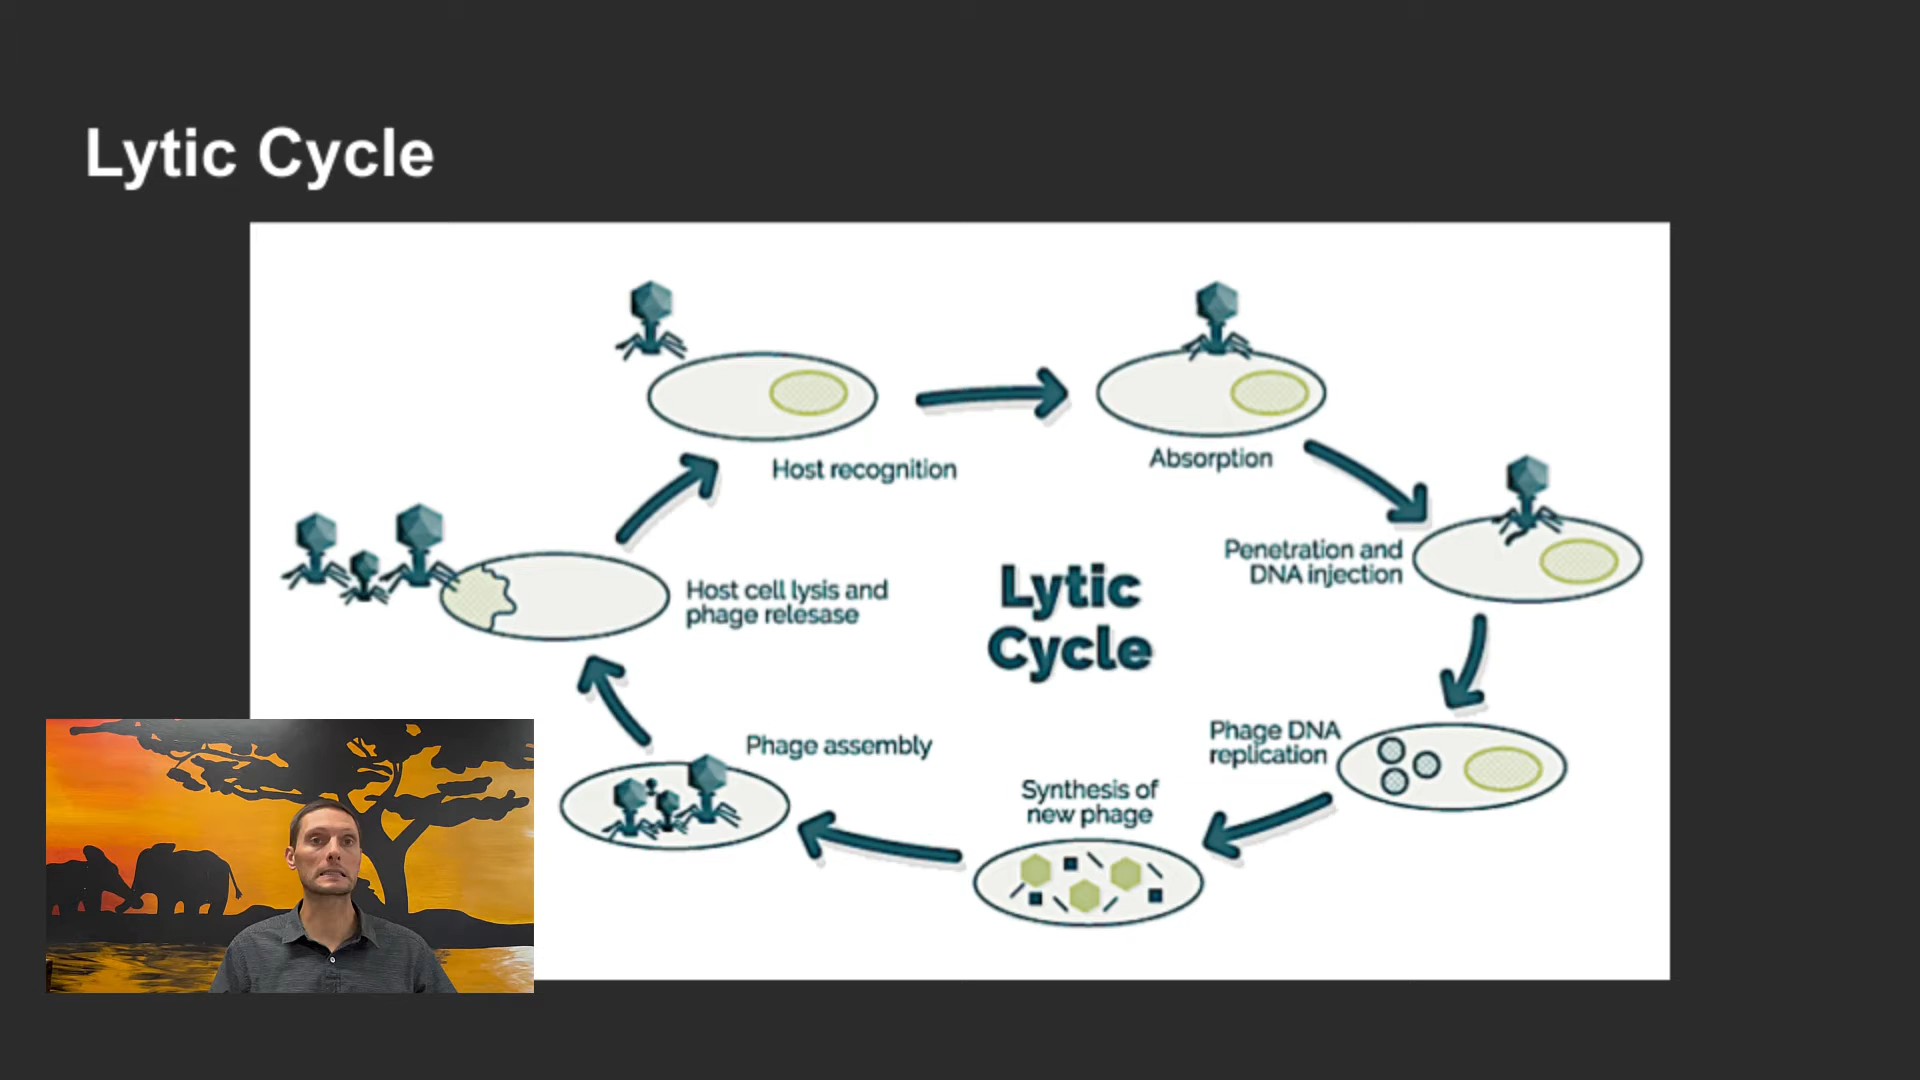 Lytic Cycle
Host recognition
Absorption
Penetration and
DNA injection
Host cell lysis and
phage relesase
Lytic
Cycle
Phage DNA
replication
Phage assembly
Synthesis of
new phage